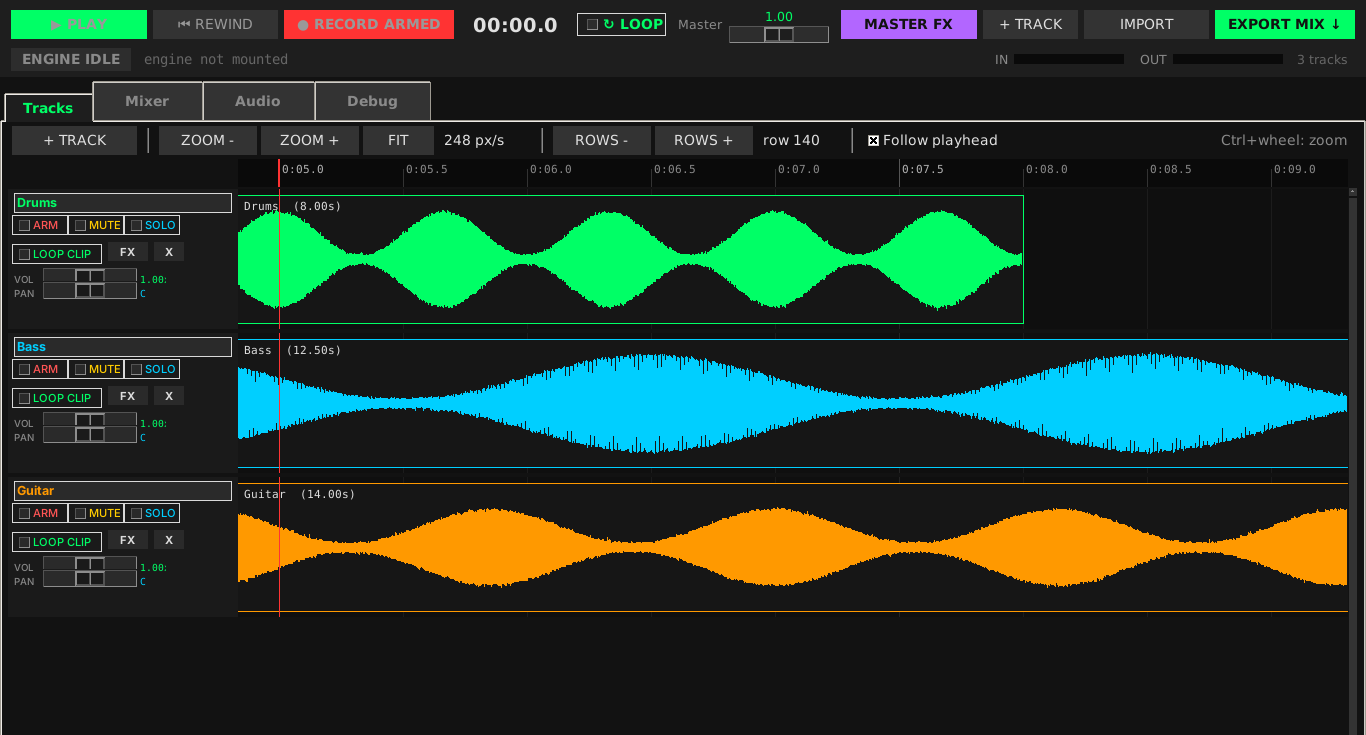 ▶ PLAY ⏮ REWIND ● RECORD ARMED 00:00.0 ↻ LOOP Master 1.00 MASTER FX + TRACK IMPORT EXPORT MIX ↓
ENGINE IDLE engine not mounted IN OUT 3 tracks
Tracks Mixer Audio Debug
+ TRACK ZOOM - ZOOM + FIT 248 px/s ROWS - ROWS + row 140 Follow playhead Ctrl+wheel: zoom
0:05.0 0:05.5 0:06.0 0:06.5 0:07.0 0:07.5 0:08.0 0:08.5 0:09.0
Drums
ARM MUTE SOLO
LOOP CLIP FX X
VOL 1.00
PAN C
Drums (8.00s)
Bass
ARM MUTE SOLO
LOOP CLIP FX X
VOL 1.00
PAN C
Bass (12.50s)
Guitar
ARM MUTE SOLO
LOOP CLIP FX X
VOL 1.00
PAN C
Guitar (14.00s)